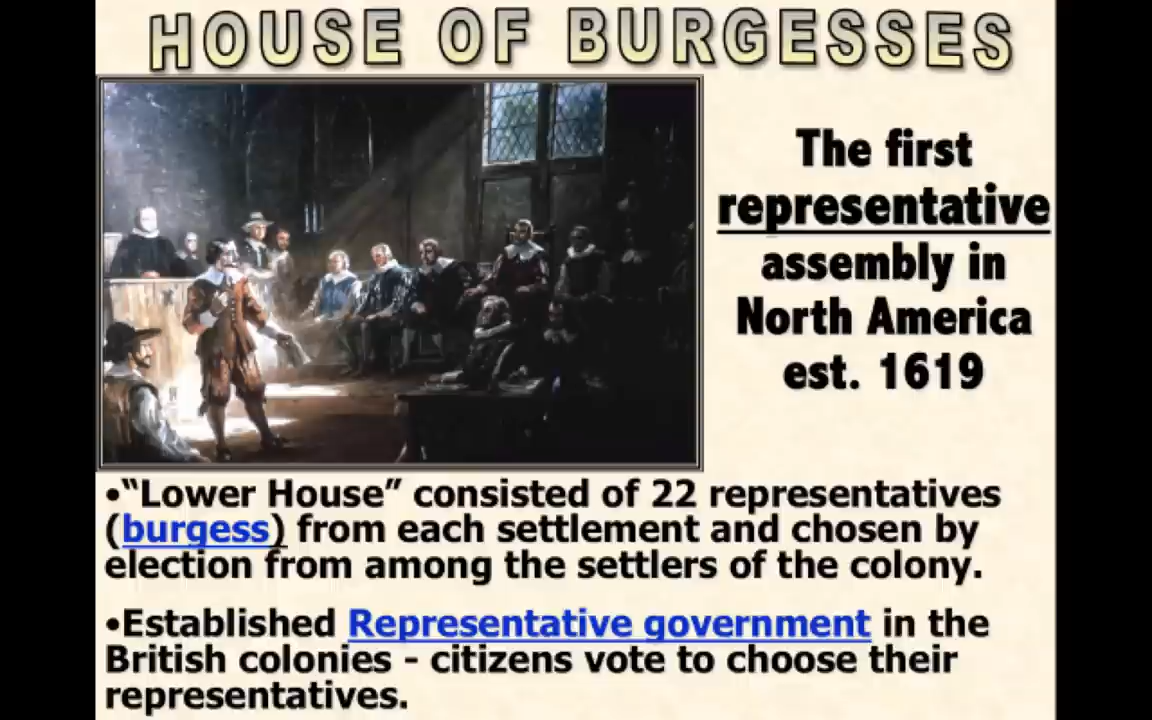 HOUSE OF BURGESSES
The first
representative
assembly in
North America
est. 1619
•“Lower House” consisted of 22 representatives
(burgess) from each settlement and chosen by
election from among the settlers of the colony.
•Established Representative government in the
British colonies - citizens vote to choose their
representatives.